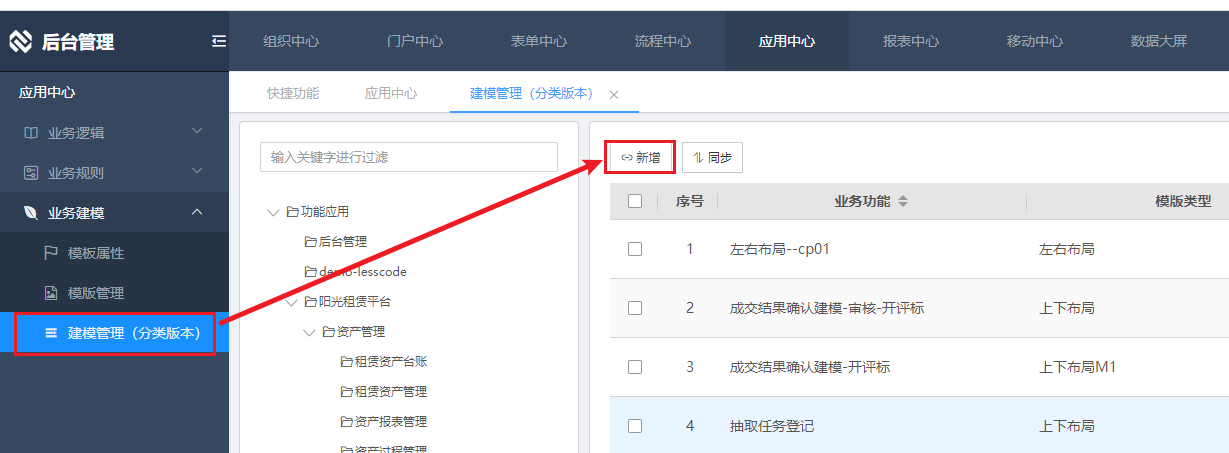 后台管理
组织中心 门户中心 表单中心 流程中心 应用中心 报表中心 移动中心 数据大屏
应用中心
业务逻辑
业务规则
业务建模
模板属性
模版管理
建模管理（分类版本）
快捷功能 应用中心 建模管理（分类版本）
输入关键字进行过滤
功能应用
后台管理
demo-lesscode
阳光租赁平台
资产管理
租赁资产台账
租赁资产管理
资产报表管理
资产过程管理
新增 同步
序号 业务功能 模版类型
1 左右布局--cp01 左右布局
2 成交结果确认建模-审核-开评标 上下布局
3 成交结果确认建模-开评标 上下布局M1
4 抽取任务登记 上下布局